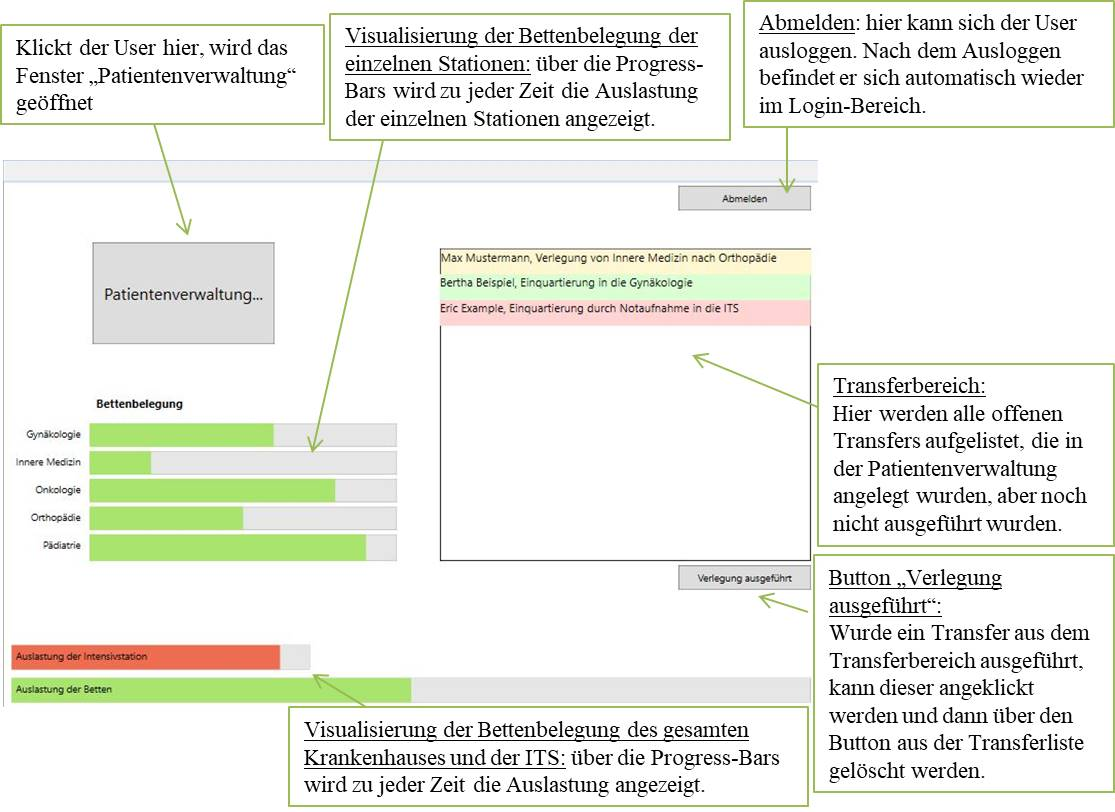 Klickt der User hier, wird das
Fenster „Patientenverwaltung“
geöffnet
Visualisierung der Bettenbelegung der
einzelnen Stationen: über die Progress-
Bars wird zu jeder Zeit die Auslastung
der einzelnen Stationen angezeigt.
Abmelden: hier kann sich der User
ausloggen. Nach dem Ausloggen
befindet er sich automatisch wieder
im Login-Bereich.
Abmelden
Patientenverwaltung...
Max Mustermann, Verlegung von Innere Medizin nach Orthopädie
Bertha Beispiel, Einquartierung in die Gynäkologie
Eric Example, Einquartierung durch Notaufnahme in die ITS
Transferbereich:
Hier werden alle offenen
Transfers aufgelistet, die in
der Patientenverwaltung
angelegt wurden, aber noch
nicht ausgeführt wurden.
Bettenbelegung
Gynäkologie
Innere Medizin
Onkologie
Orthopädie
Pädiatrie
Verlegung ausgeführt
Button „Verlegung
ausgeführt“:
Wurde ein Transfer aus dem
Transferbereich ausgeführt,
kann dieser angeklickt
werden und dann über den
Button aus der Transferliste
gelöscht werden.
Auslastung der Intensivstation
Auslastung der Betten
Visualisierung der Bettenbelegung des gesamten
Krankenhauses und der ITS: über die Progress-Bars
wird zu jeder Zeit die Auslastung angezeigt.